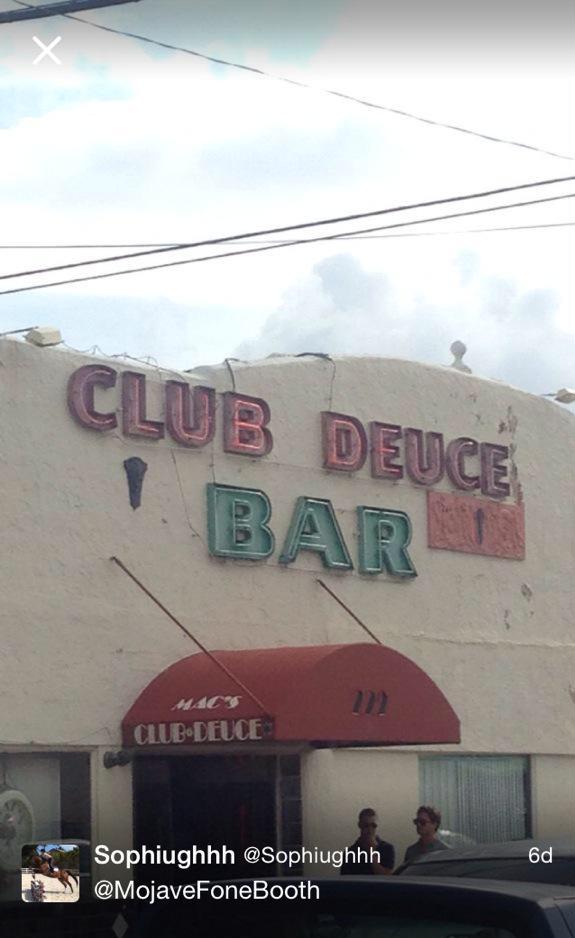 CLUB DEUCE
BAR
MAC'S
CLUB DEUCE
222
Sophiughhh @Sophiughhh 6d
@MojaveFoneBooth